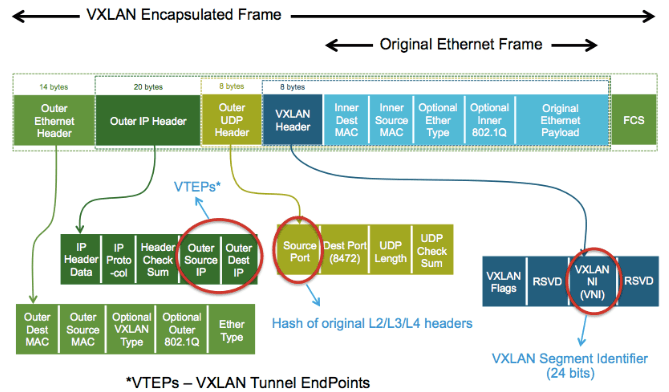 VXLAN Encapsulated Frame
Original Ethernet Frame
14 bytes
20 bytes
8 bytes
8 bytes
Outer
Ethernet
Header
Outer IP Header
Outer
UDP
Header
VXLAN
Header
Inner
Dest
MAC
Inner
Source
MAC
Optional
Ether
Type
Optional
Inner
802.1Q
Original
Ethernet
Payload
FCS
VTEPs*
IP
Header
Data
IP
Proto
-col
Header
Check
Sum
Outer
Source
IP
Outer
Dest IP
Source
Port
Dest Port
(8472)
UDP
Length
UDP
Check
Sum
VXLAN
Flags
RSVD
VXLAN
NI
(VNI)
RSVD
Outer
Dest
MAC
Outer
Source
MAC
Optional
VXLAN
Type
Optional
Outer
802.1Q
Ether
Type
Hash of original L2/L3/L4 headers
VXLAN Segment Identifier
(24 bits)
*VTEPs – VXLAN Tunnel EndPoints